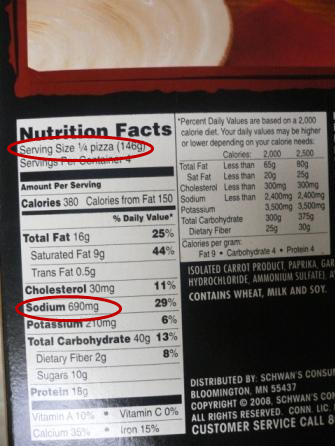 Nutrition Facts
Serving Size ¼ pizza (146g)
Servings Per Container 4
Amount Per Serving
Calories 380 Calories from Fat 150
% Daily Value*
Total Fat 16g 25%
Saturated Fat 9g 44%
Trans Fat 0.5g
Cholesterol 30mg 11%
Sodium 690mg 29%
Potassium 210mg 6%
Total Carbohydrate 40g 13%
Dietary Fiber 2g 8%
Sugars 10g
Protein 18g
Vitamin A 10% • Vitamin C 0%
Calcium 35% • Iron 15%
*Percent Daily Values are based on a 2,000
calorie diet. Your daily values may be higher
or lower depending on your calorie needs:
Calories: 2,000 2,500
Total Fat Less than 65g 80g
Sat Fat Less than 20g 25g
Cholesterol Less than 300mg 300mg
Sodium Less than 2,400mg 2,400mg
Potassium 3,500mg 3,500mg
Total Carbohydrate 300g 375g
Dietary Fiber 25g 30g
Calories per gram:
Fat 9 • Carbohydrate 4 • Protein 4
ISOLATED CARROT PRODUCT, PAPRIKA, GAR
HYDROCHLORIDE, AMMONIUM SULFATE), A
CONTAINS WHEAT, MILK AND SOY.
DISTRIBUTED BY: SCHWAN'S CONSU
BLOOMINGTON, MN 55437
COPYRIGHT © 2008, SCHWAN'S CON
ALL RIGHTS RESERVED. CONN. LIC.
CUSTOMER SERVICE CALL 8